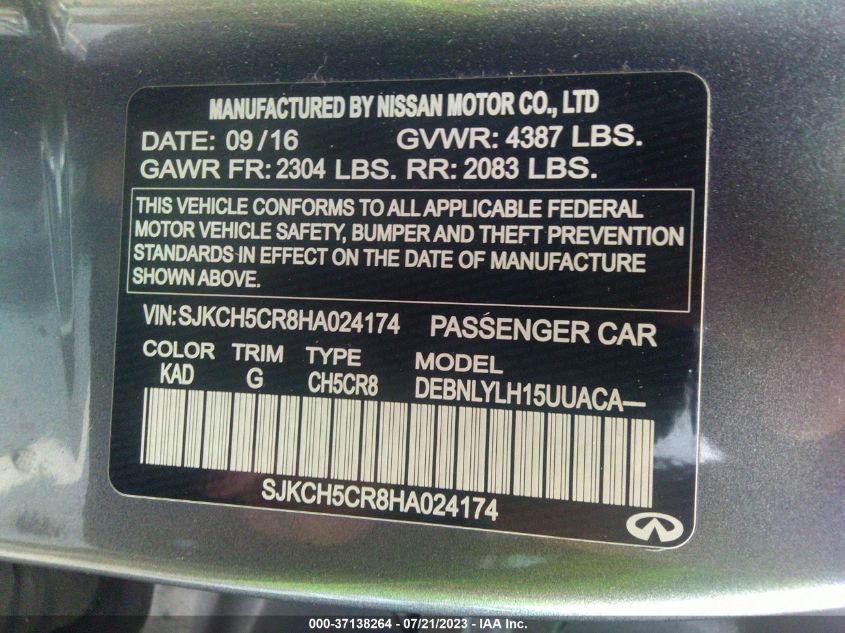 MANUFACTURED BY NISSAN MOTOR CO., LTD
DATE: 09/16 GVWR: 4387 LBS.
GAWR FR: 2304 LBS. RR: 2083 LBS.
THIS VEHICLE CONFORMS TO ALL APPLICABLE FEDERAL
MOTOR VEHICLE SAFETY, BUMPER AND THEFT PREVENTION
STANDARDS IN EFFECT ON THE DATE OF MANUFACTURE
SHOWN ABOVE.
VIN: SJKCH5CR8HA024174 PASSENGER CAR
COLOR TRIM TYPE MODEL
KAD G CH5CR8 DEBNLYLH15UUACA—
SJKCH5CR8HA024174
000-37138264 - 07/21/2023 - IAA Inc.